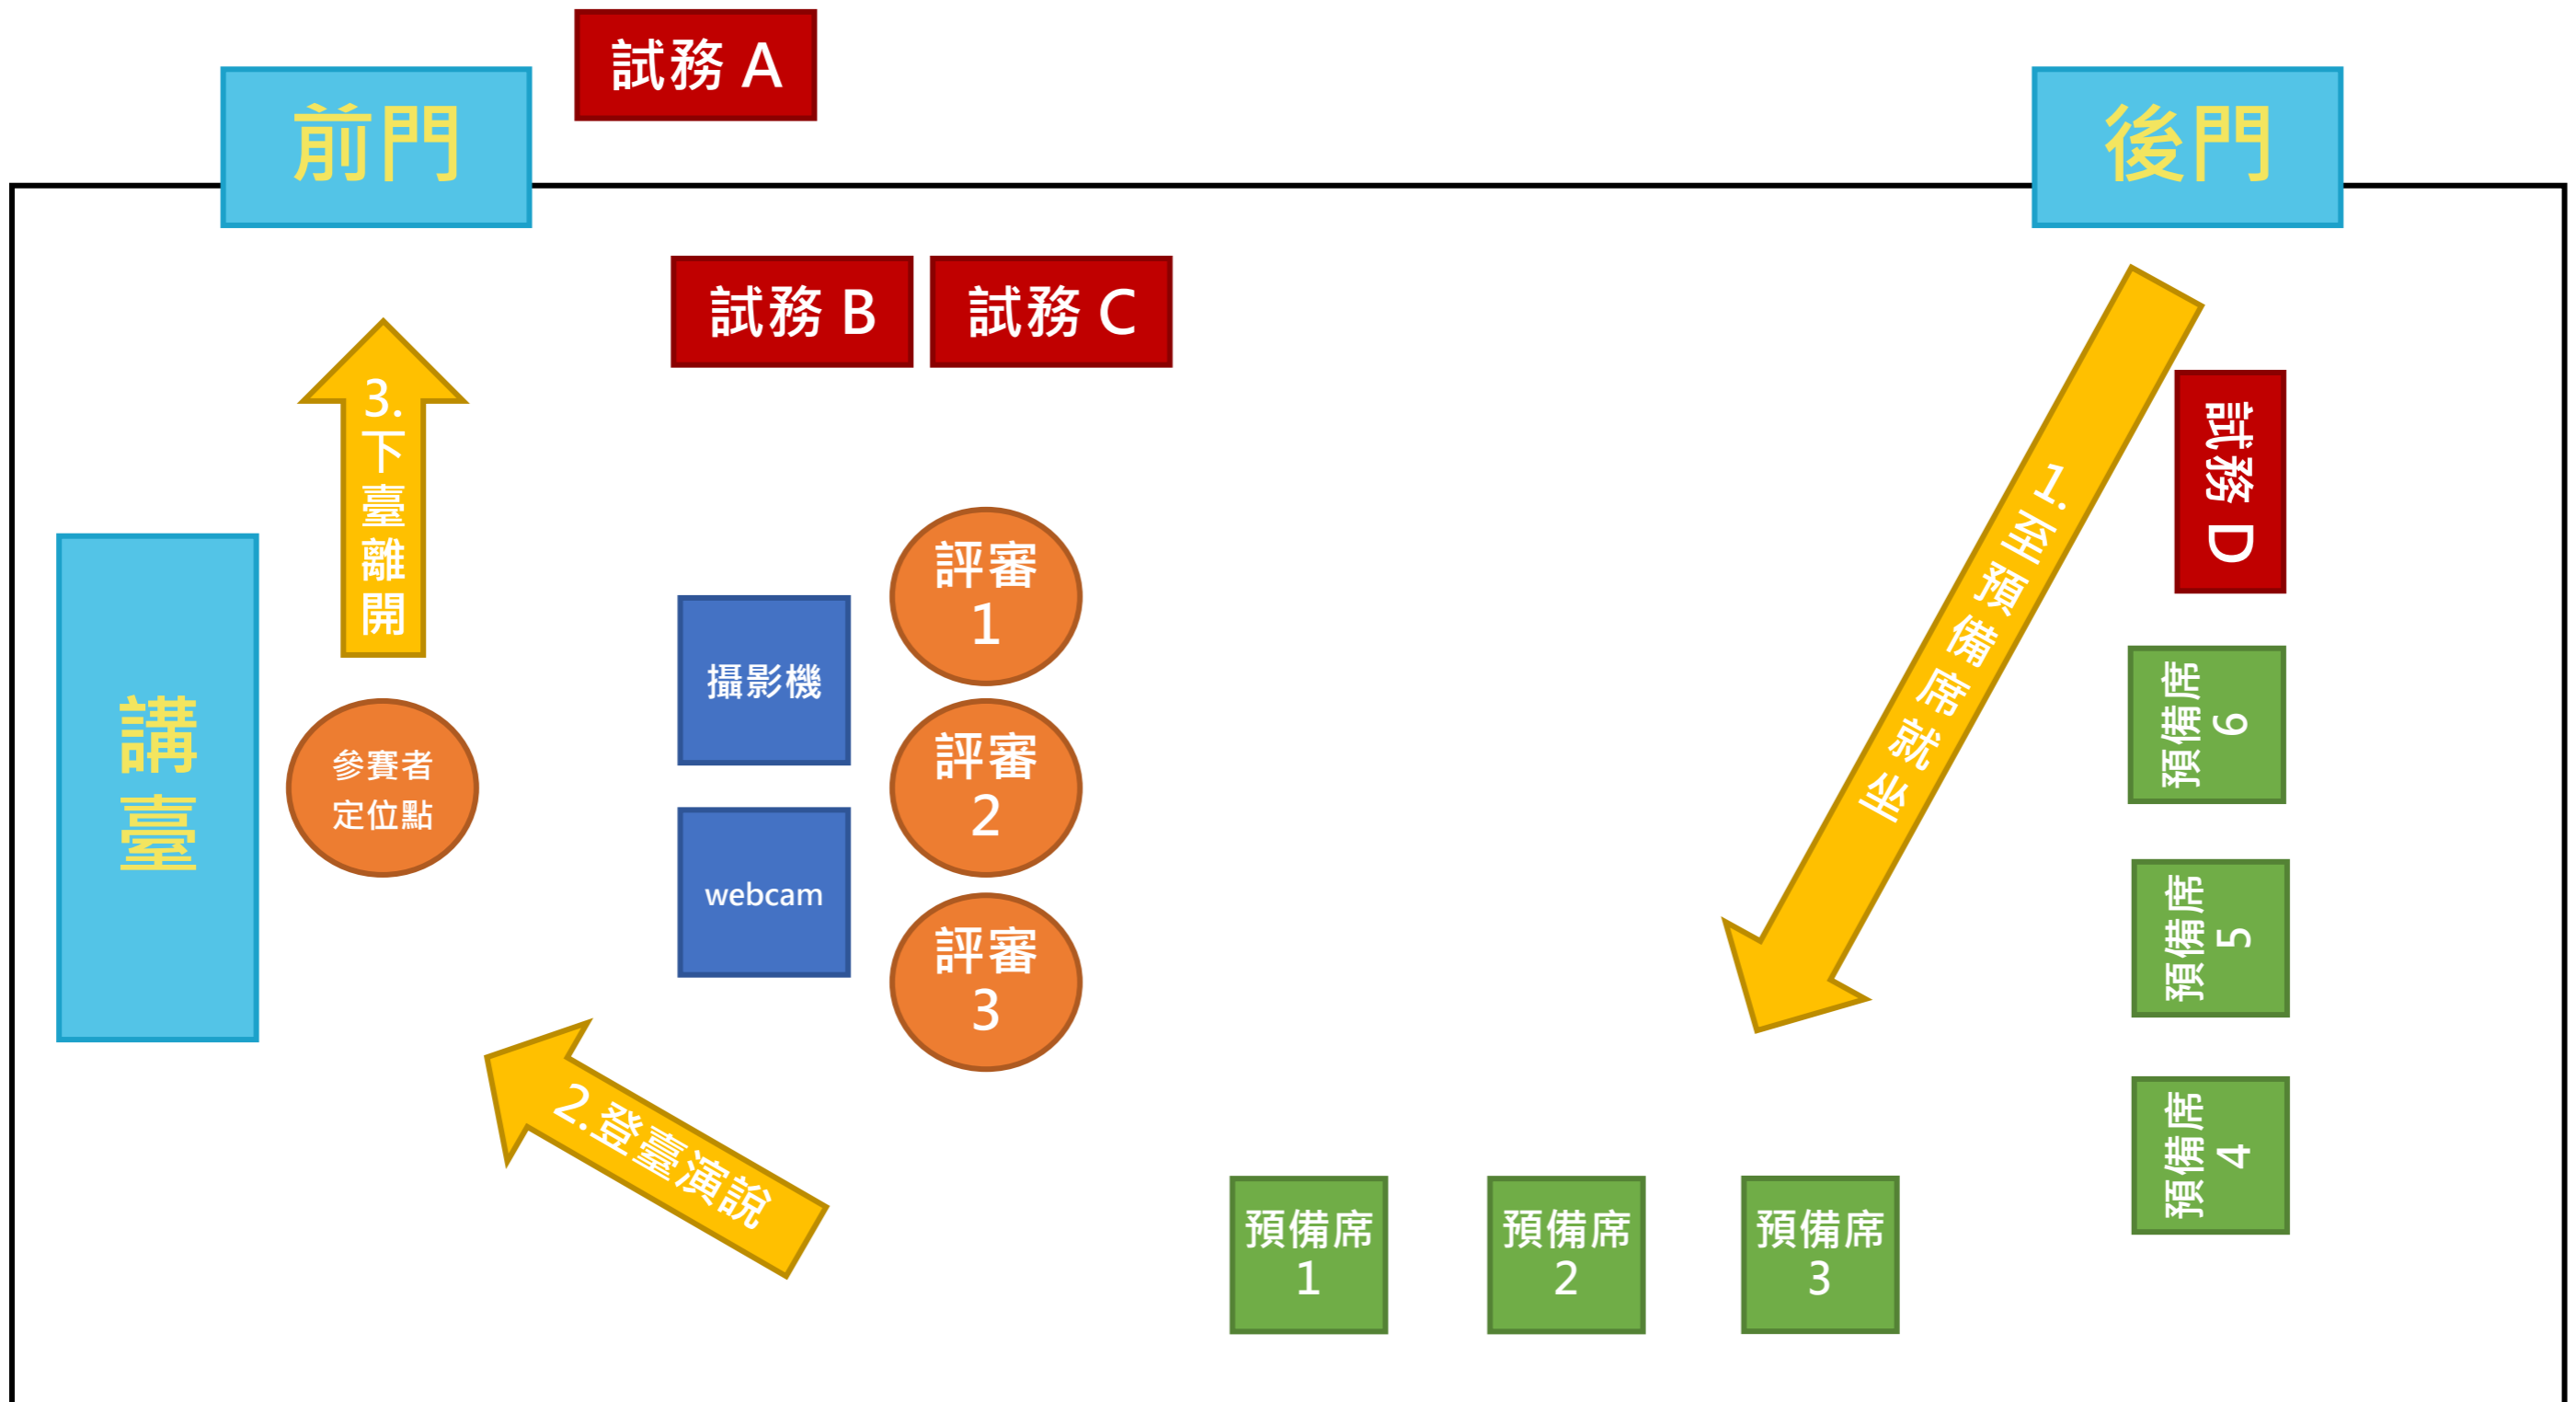 試務 A
前門
後門
試務 B
試務 C
3.
下
臺
離
開
1.至預備席就坐
試務 D
評審
1
攝影機
預備席
6
講
臺
參賽者
定位點
評審
2
webcam
預備席
5
評審
3
2.登臺演說
預備席
4
預備席
1
預備席
2
預備席
3